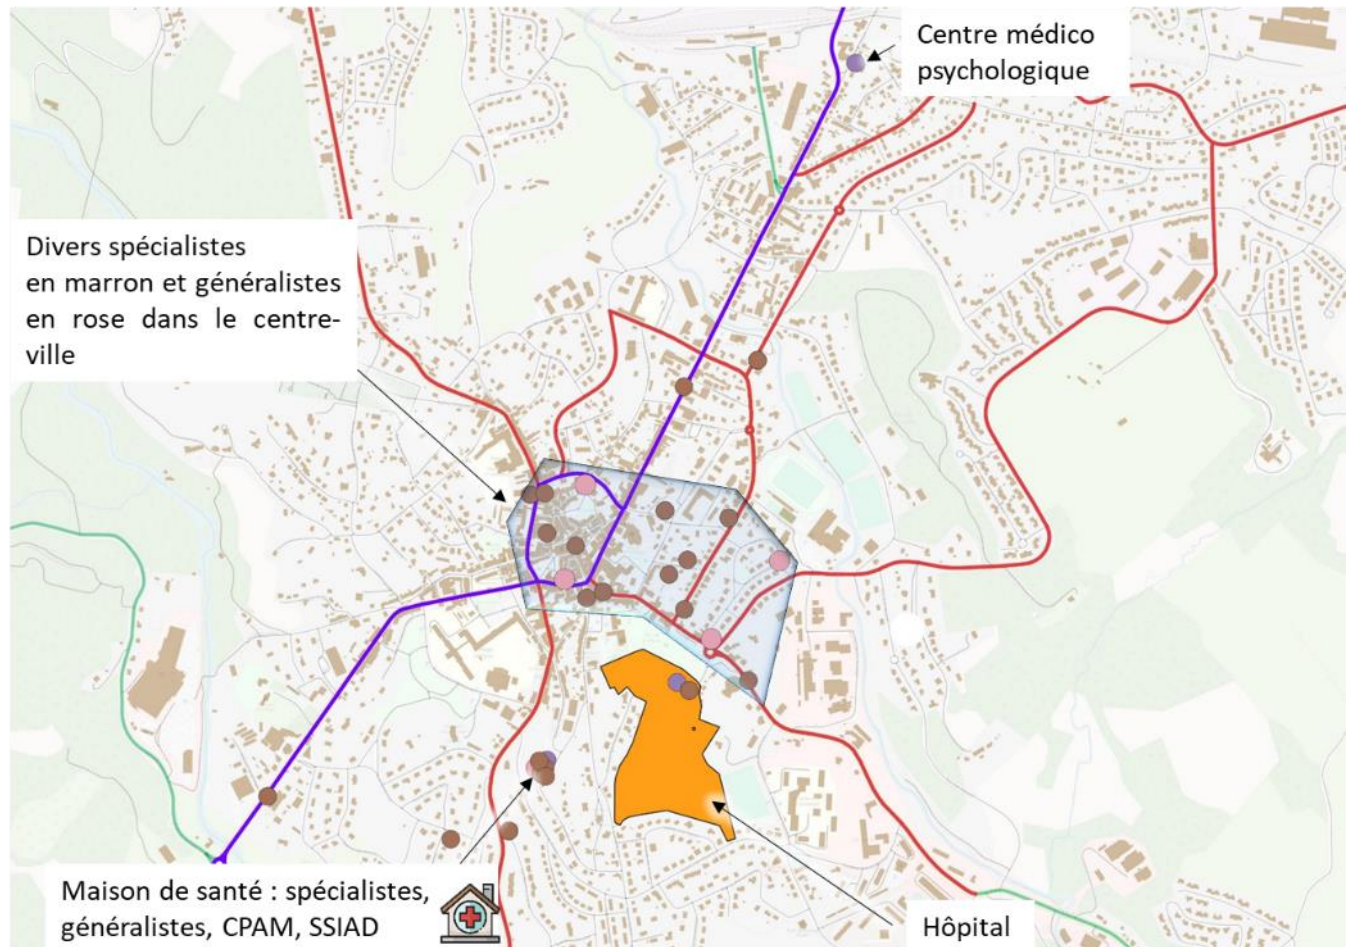 Centre médico
psychologique
Divers spécialistes
en marron et généralistes
en rose dans le centre-
ville
Maison de santé : spécialistes,
généralistes, CPAM, SSIAD
Hôpital